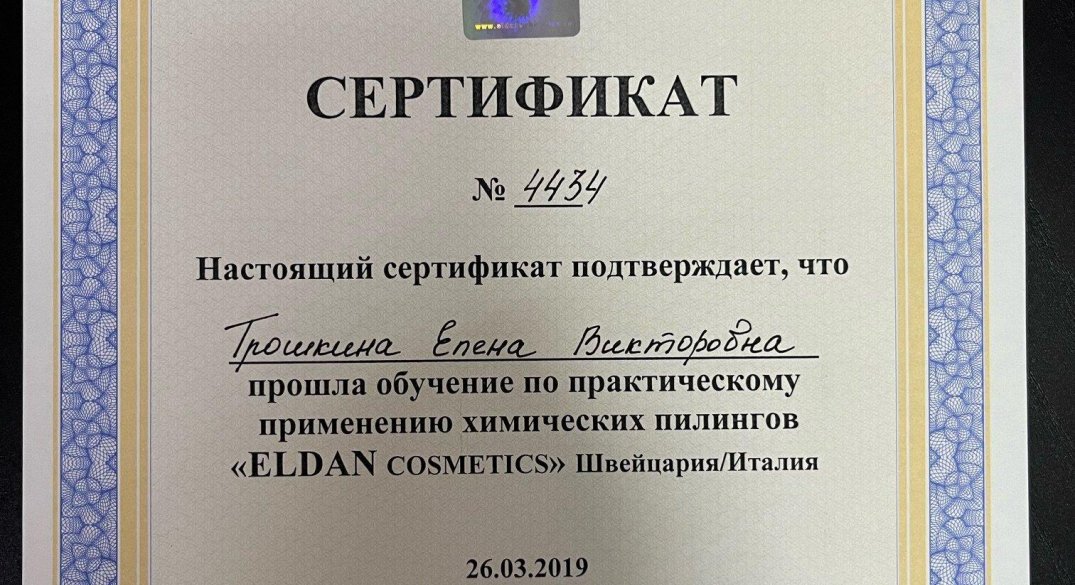 СЕРТИФИКАТ
№ 4434
Настоящий сертификат подтверждает, что
Трошкина Елена Викторовна
прошла обучение по практическому
применению химических пилингов
«ELDAN COSMETICS» Швейцария/Италия
26.03.2019